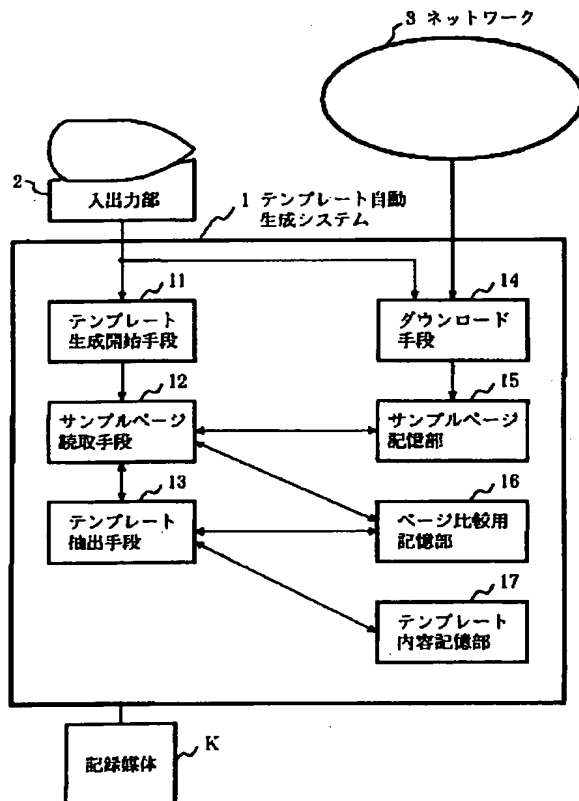 3 ネットワーク
2
入出力部
1 テンプレート自動
生成システム
11
テンプレート
生成開始手段
14
ダウンロード
手段
12
サンプルページ
読取手段
15
サンプルページ
記憶部
13
テンプレート
抽出手段
16
ページ比較用
記憶部
17
テンプレート
内容記憶部
記録媒体
K